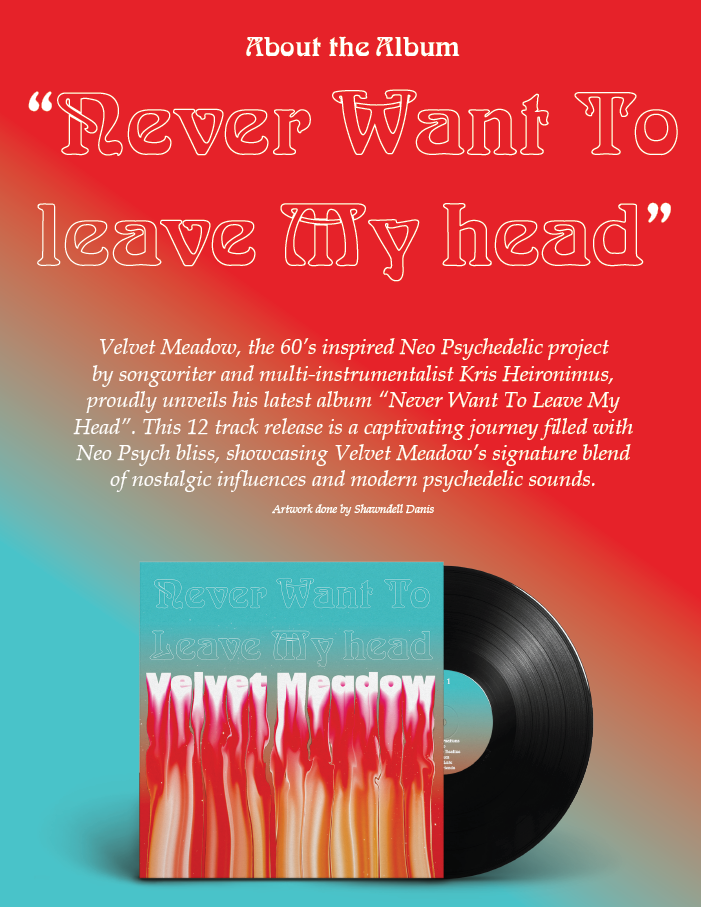 About the Album
“Never Want To
leave My head”
Velvet Meadow, the 60’s inspired Neo Psychedelic project
by songwriter and multi-instrumentalist Kris Heironimus,
proudly unveils his latest album “Never Want To Leave My
Head”. This 12 track release is a captivating journey filled with
Neo Psych bliss, showcasing Velvet Meadow’s signature blend
of nostalgic influences and modern psychedelic sounds.
Artwork done by Shawndell Danis
Never Want To
Leave My head
Velvet Meadow
1